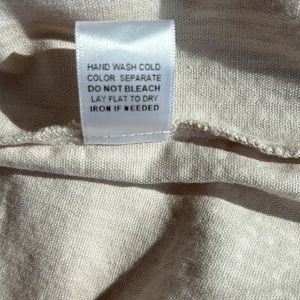 HAND WASH COLD
COLOR SEPARATE
DO NOT BLEACH
LAY FLAT TO DRY
IRON IF NEEDED